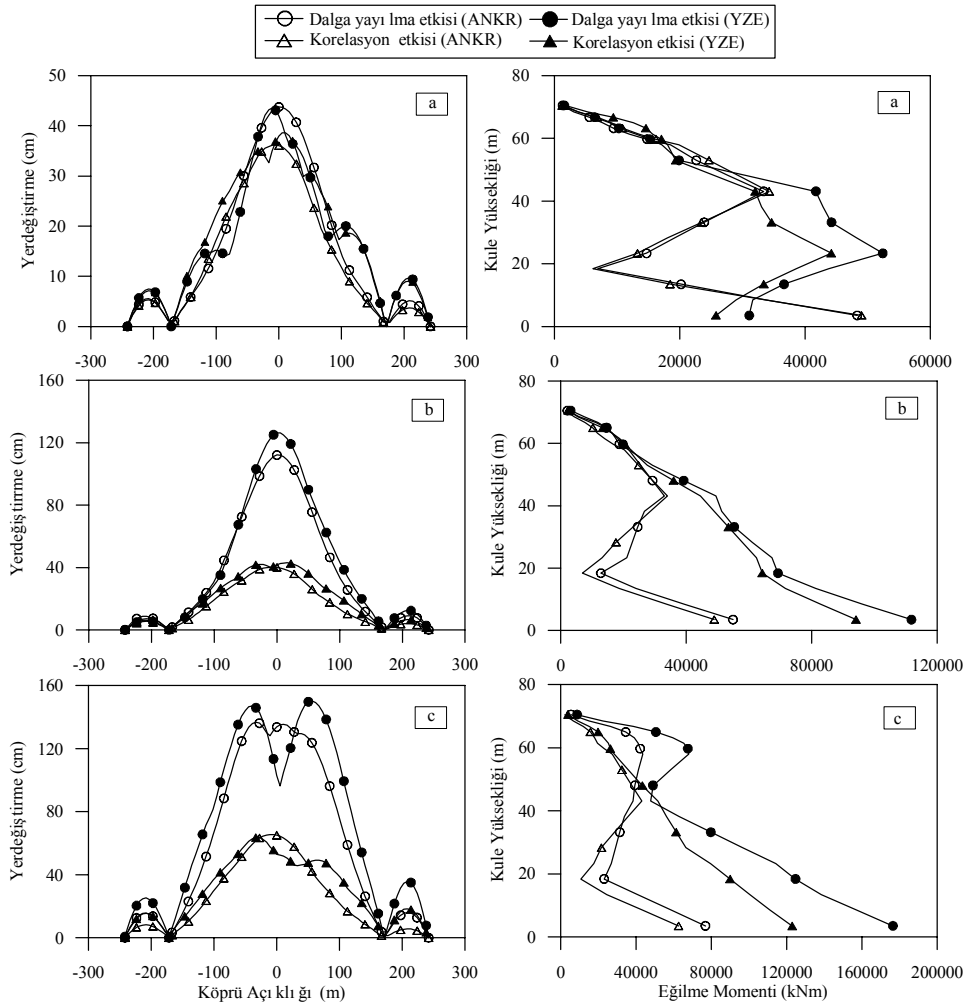 Dalga yayı lma etkisi (ANKR) Dalga yayı lma etkisi (YZE)
Korelasyon etkisi (ANKR) Korelasyon etkisi (YZE)
a
Yerdeğiştirme (cm)
50
40
30
20
10
0
-300 -200 -100 0 100 200 300
a
Kule Yüksekliği (m)
80
60
40
20
0
0 20000 40000 60000
b
Yerdeğiştirrme (cm)
160
120
80
40
0
-300 -200 -100 0 100 200 300
b
Kule Yüksekliği (m)
80
60
40
20
0
0 40000 80000 120000
c
Yerdeğiştirme (cm)
160
120
80
40
0
-300 -200 -100 0 100 200 300
Köprü Açı klı ğı (m)
c
Kule Yüksekliği (m)
80
60
40
20
0
0 40000 80000 120000 160000 200000
Eğilme Momenti (kNm)